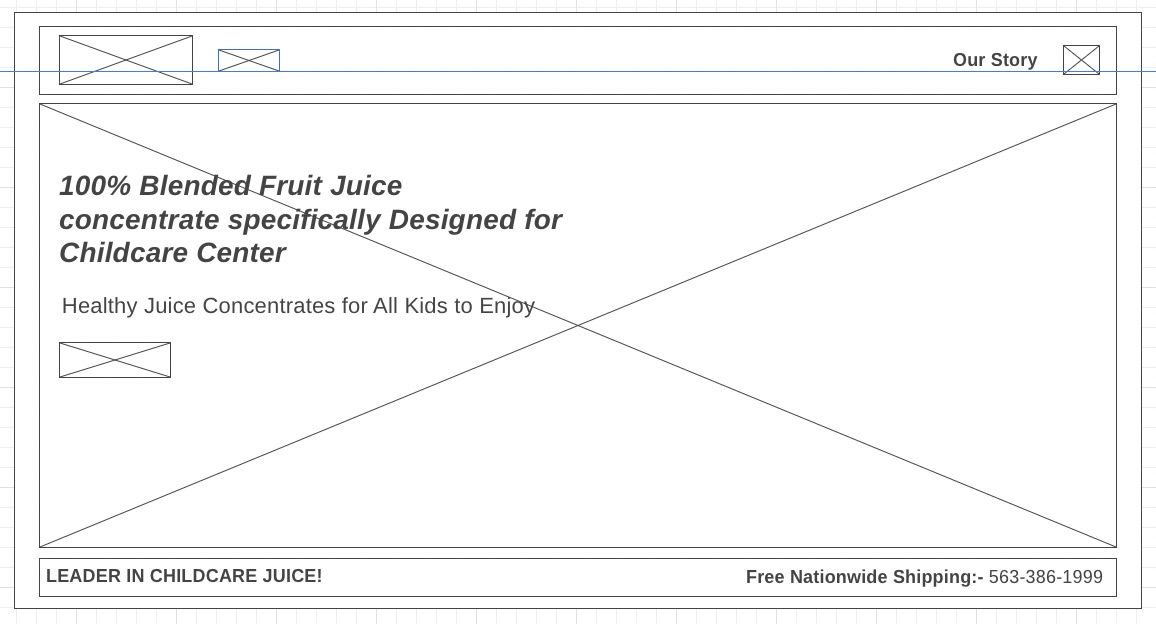 Our Story
100% Blended Fruit Juice
concentrate specifically Designed for
Childcare Center
Healthy Juice Concentrates for All Kids to Enjoy
LEADER IN CHILDCARE JUICE!
Free Nationwide Shipping:- 563-386-1999